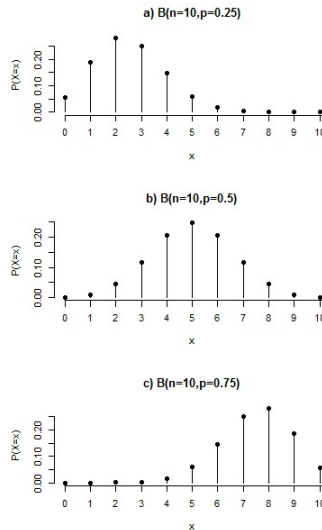 a) B(n=10,p=0.25)
P(X=x)
0.00 0.10 0.20
0 1 2 3 4 5 6 7 8 9 10
x
b) B(n=10,p=0.5)
P(X=x)
0.00 0.10 0.20
0 1 2 3 4 5 6 7 8 9 10
x
c) B(n=10,p=0.75)
P(X=x)
0.00 0.10 0.20
0 1 2 3 4 5 6 7 8 9 10
x